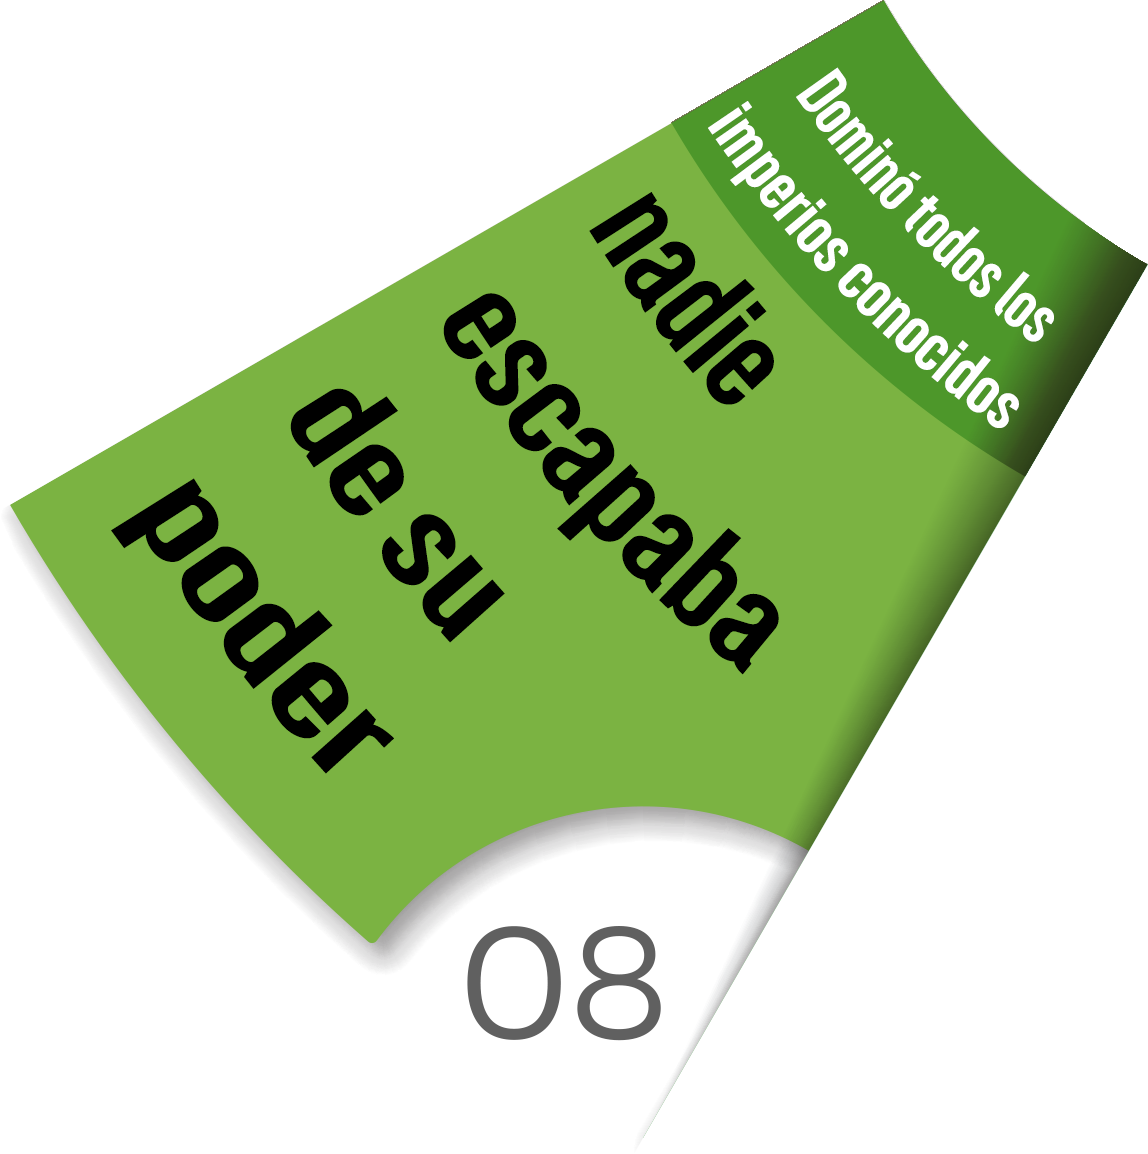 Dominó todos los
imperios conocidos
nadie
escapaba
de su
poder
08